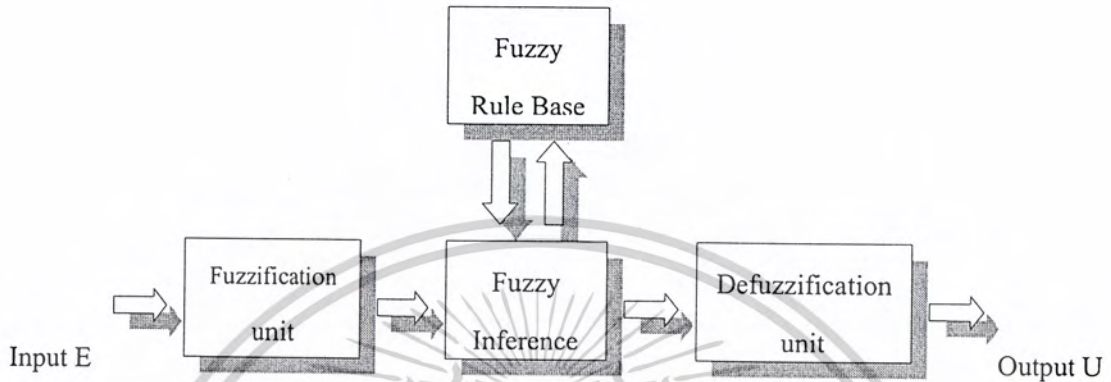 Fuzzy
Rule Base
Fuzzification
unit
Fuzzy
Inference
Defuzzification
unit
Input E
Output U